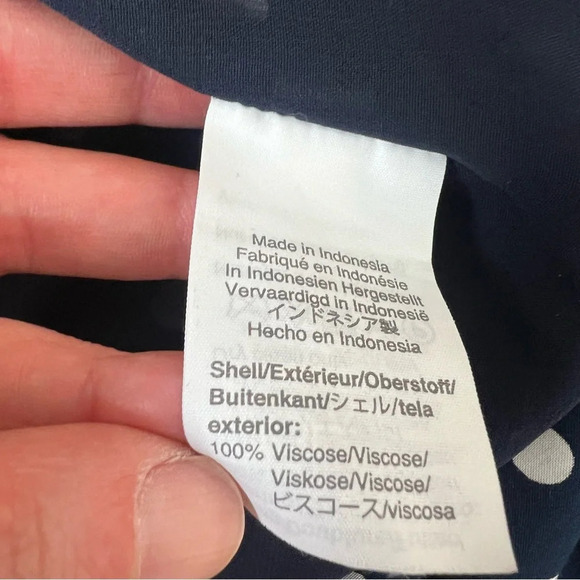 Made in Indonesia
Fabriqué en Indonésie
In Indonesien Hergestellt
Vervaardigd in Indonesië
インドネシア製
Hecho en Indonesia
Shell/Extérieur/Oberstoff/
Buitenkant/シェル/tela
exterior:
100% Viscose/Viscose/
Viskose/Viscose/
ビスコース/viscosa